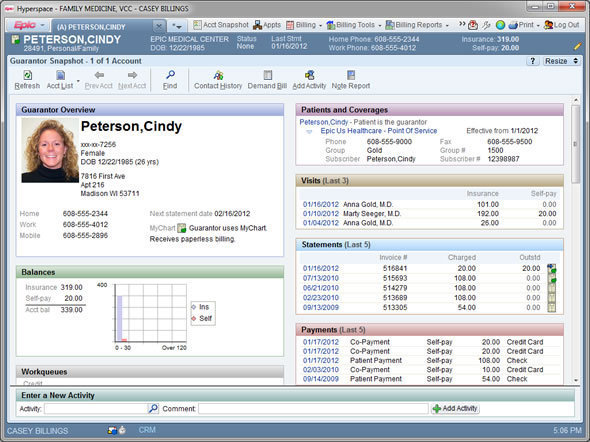 Hyperspace - FAMILY MEDICINE, VCC - CASEY BILLINGS
Epic (A) PETERSON,CINDY Acct Snapshot Appts Billing Billing Tools Billing Reports Print Log Out
PETERSON,CINDY
28491, Personal/Family
EPIC MEDICAL CENTER
DOB: 12/22/1985
Status
None
Last Stmt
01/16/2012
Home Phone: 608-555-2344
Work Phone: 608-555-4012
Insurance: 319.00
Self-pay: 20.00
Guarantor Snapshot - 1 of 1 Account ? Resize
Refresh Acct List Prev Acct Next Acct Find Contact History Demand Bill Add Activity Note Report
Guarantor Overview
Peterson,Cindy
xxx-xx-7256
Female
DOB 12/22/1985 (26 yrs)
7816 First Ave
Apt 216
Madison WI 53711
Home 608-555-2344
Work 608-555-4012
Mobile 608-555-2896
Next statement date 02/16/2012
MyChart Guarantor uses MyChart.
Receives paperless billing.
Balances
Insurance 319.00
Self-pay 20.00
Acct bal 339.00
400
0 - 30 Over 120
Ins
Self
Workqueues
Credit
Patients and Coverages
Peterson,Cindy - Patient is the guarantor
Epic Us Healthcare - Point Of Service Effective from 1/1/2012
Phone 608-555-9000 Fax 608-555-9500
Group Gold Group # 1500
Subscriber Peterson,Cindy Subscriber # 12398987
Visits (Last 3)
Insurance Self-pay
01/16/2012 Anna Gold, M.D. 101.00 0.00
01/10/2012 Marty Seeger, M.D. 192.00 20.00
01/04/2012 Anna Gold, M.D. 26.00 0.00
Statements (Last 5)
Invoice # Charged Outstd
01/16/2012 516841 20.00 20.00
07/13/2010 515693 108.00 0.00
06/21/2010 514279 108.00 0.00
02/23/2010 513689 108.00 0.00
09/13/2009 513305 54.00 0.00
Payments (Last 5)
01/17/2012 Co-Payment Self-pay 20.00 Credit Card
01/17/2012 Co-Payment Self-pay 20.00 Credit Card
01/17/2012 Patient Payment Self-pay 108.00 Check
02/03/2010 Co-Payment Self-pay 10.00 Credit Card
09/14/2009 Patient Payment Self-pay 54.00 Check
Enter a New Activity
Activity: Comment: Add Activity
CASEY BILLINGS CRM 5:06 PM